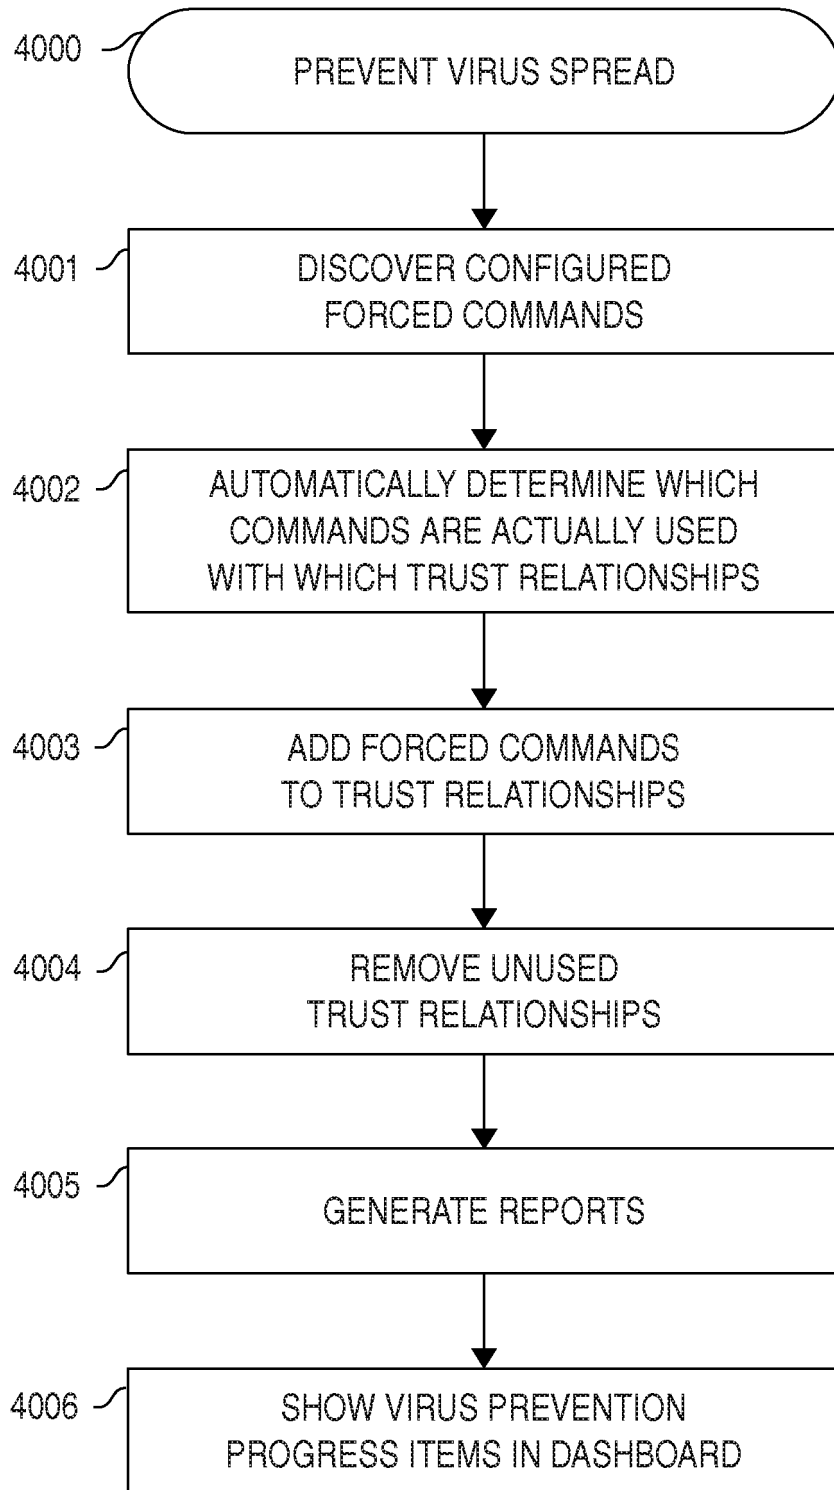 4000
PREVENT VIRUS SPREAD
4001
DISCOVER CONFIGURED
FORCED COMMANDS
4002
AUTOMATICALLY DETERMINE WHICH
COMMANDS ARE ACTUALLY USED
WITH WHICH TRUST RELATIONSHIPS
4003
ADD FORCED COMMANDS
TO TRUST RELATIONSHIPS
4004
REMOVE UNUSED
TRUST RELATIONSHIPS
4005
GENERATE REPORTS
4006
SHOW VIRUS PREVENTION
PROGRESS ITEMS IN DASHBOARD